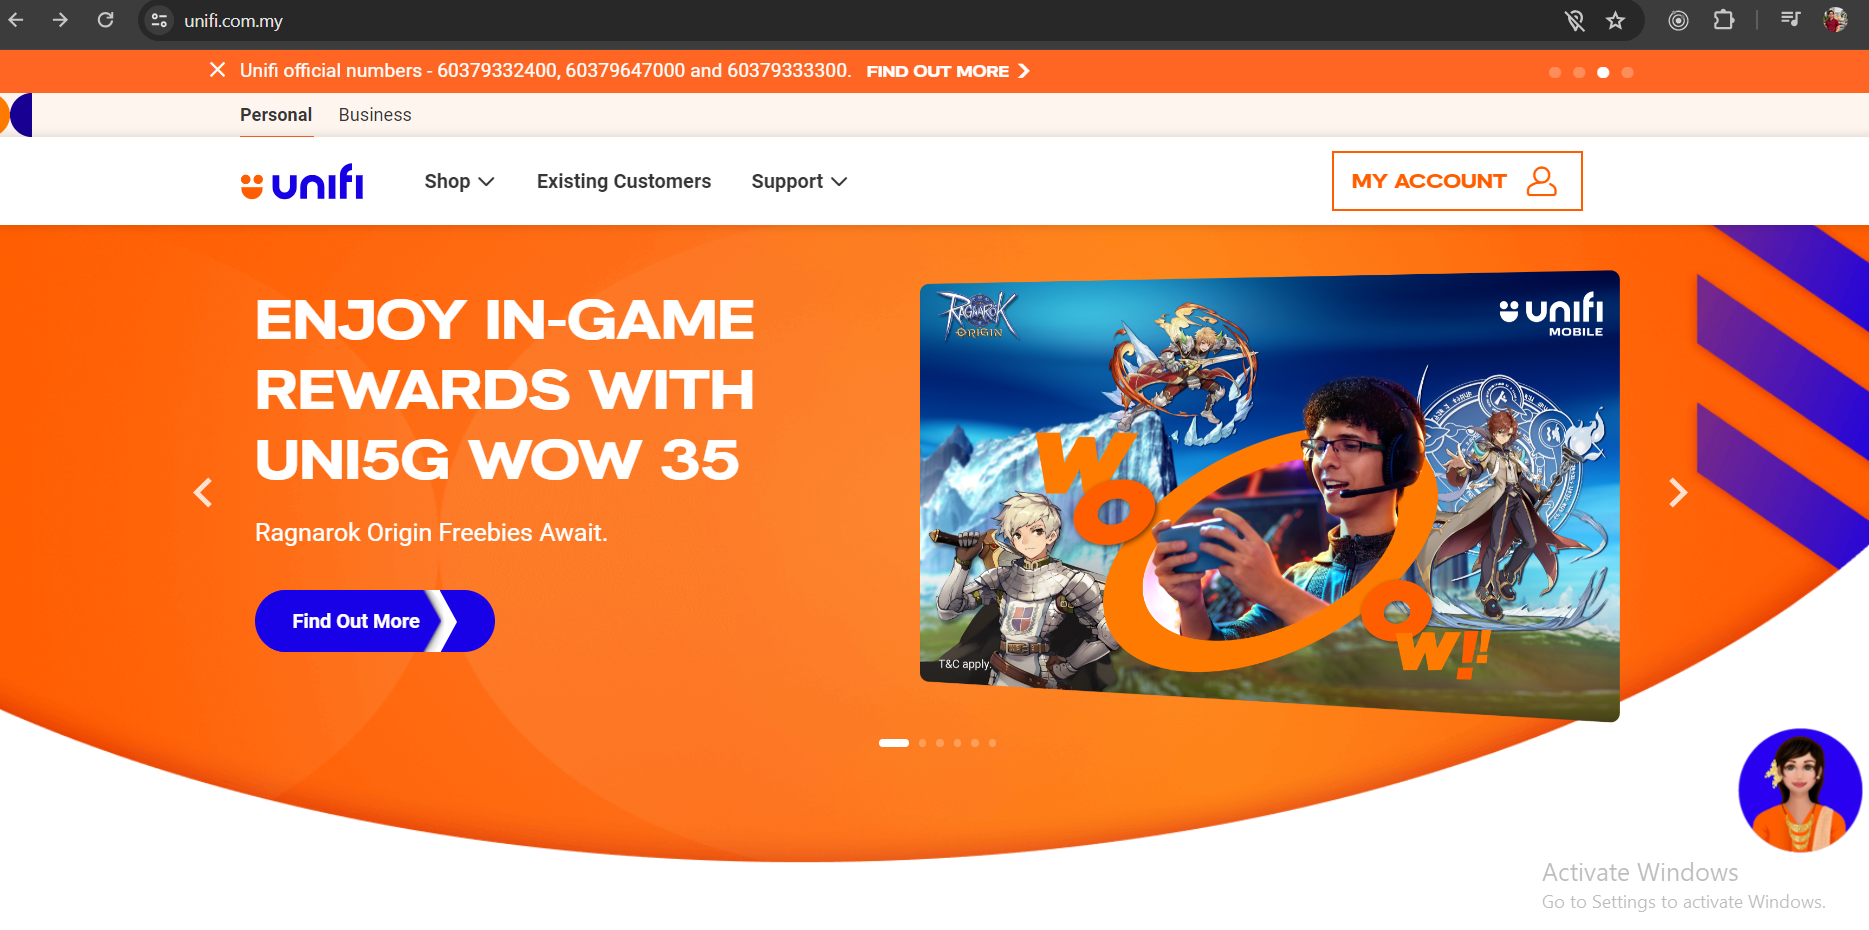 unifi.com.my
Unifi official numbers - 60379332400, 60379647000 and 60379333300. FIND OUT MORE
Personal Business
unifi Shop Existing Customers Support MY ACCOUNT
ENJOY IN-GAME
REWARDS WITH
UNI5G WOW 35
Ragnarok Origin Freebies Await.
Find Out More
RAGNAROK
ORIGIN
unifi
MOBILE
WO
OW!!
T&C apply.
Activate Windows
Go to Settings to activate Windows.